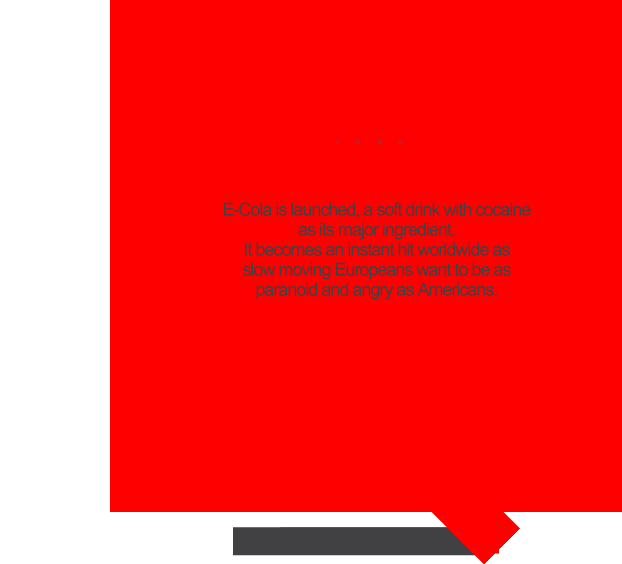 E-Cola is launched, a soft drink with cocaine
as its major ingredient.
It becomes an instant hit worldwide as
slow moving Europeans want to be as
paranoid and angry as Americans.